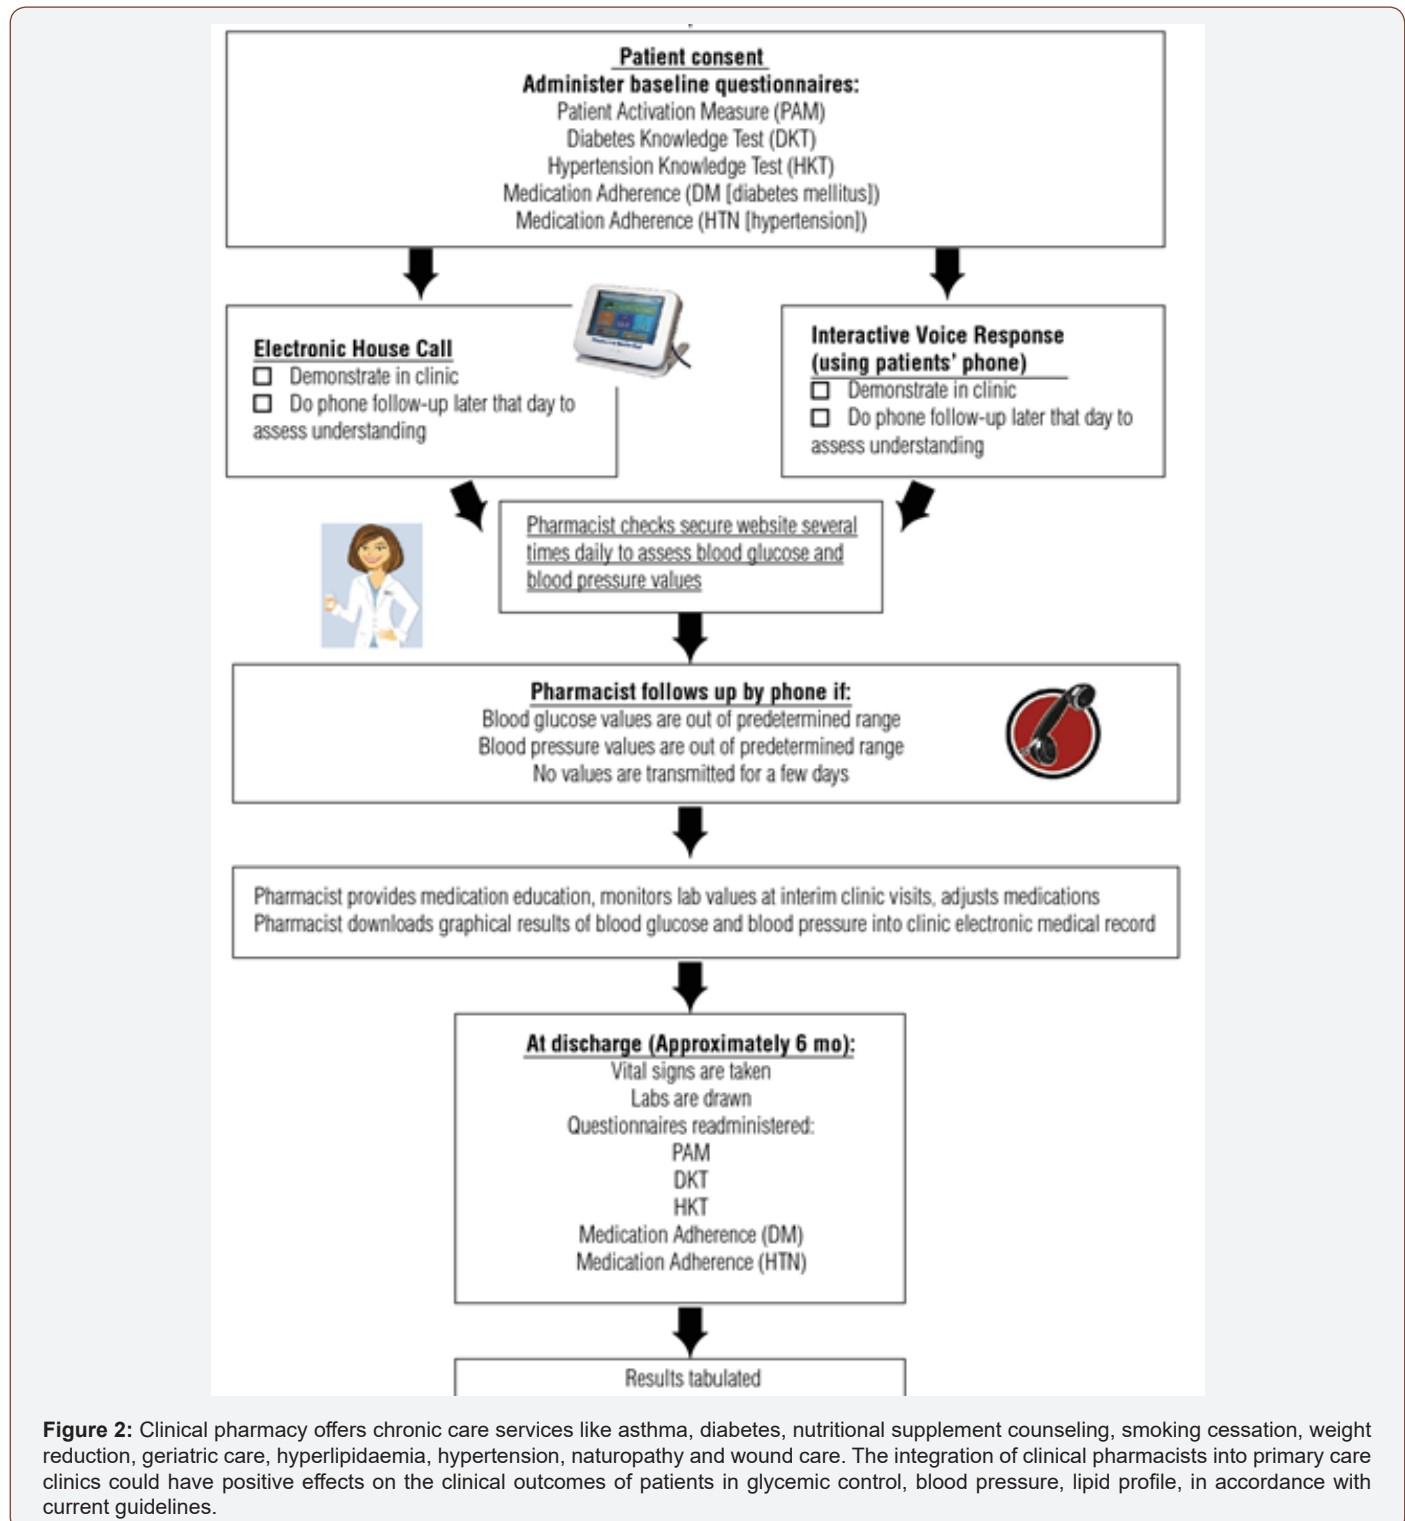 Patient consent
Administer baseline questionnaires:
Patient Activation Measure (PAM)
Diabetes Knowledge Test (DKT)
Hypertension Knowledge Test (HKT)
Medication Adherence (DM [diabetes mellitus])
Medication Adherence (HTN [hypertension])
Electronic House Call
Demonstrate in clinic
Do phone follow-up later that day to
assess understanding
Interactive Voice Response
(using patients' phone)
Demonstrate in clinic
Do phone follow-up later that day to
assess understanding
Pharmacist checks secure website several
times daily to assess blood glucose and
blood pressure values
Pharmacist follows up by phone if:
Blood glucose values are out of predetermined range
Blood pressure values are out of predetermined range
No values are transmitted for a few days
Pharmacist provides medication education, monitors lab values at interim clinic visits, adjusts medications
Pharmacist downloads graphical results of blood glucose and blood pressure into clinic electronic medical record
At discharge (Approximately 6 mo):
Vital signs are taken
Labs are drawn
Questionnaires readministered:
PAM
DKT
HKT
Medication Adherence (DM)
Medication Adherence (HTN)
Results tabulated
Figure 2: Clinical pharmacy offers chronic care services like asthma, diabetes, nutritional supplement counseling, smoking cessation, weight
reduction, geriatric care, hyperlipidaemia, hypertension, naturopathy and wound care. The integration of clinical pharmacists into primary care
clinics could have positive effects on the clinical outcomes of patients in glycemic control, blood pressure, lipid profile, in accordance with
current guidelines.